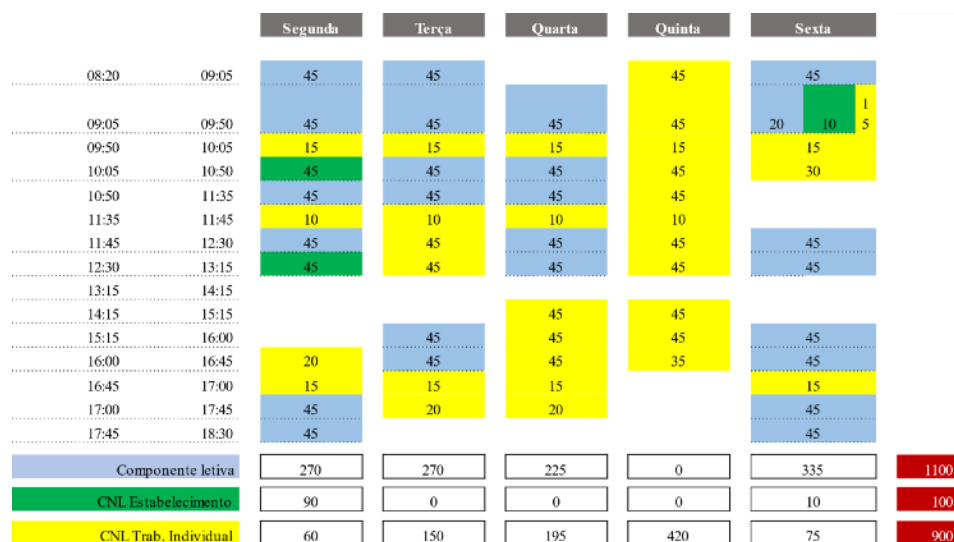 Segunda Terça Quarta Quinta Sexta
08:20 09:05 45 45 45 45
1
09:05 09:50 45 45 45 45 20 10 5
09:50 10:05 15 15 15 15 15
10:05 10:50 45 45 45 45 30
10:50 11:35 45 45 45 45
11:35 11:45 10 10 10 10
11:45 12:30 45 45 45 45 45
12:30 13:15 45 45 45 45 45
13:15 14:15
14:15 15:15 45 45
15:15 16:00 45 45 45 45
16:00 16:45 20 45 45 35 45
16:45 17:00 15 15 15 15
17:00 17:45 45 20 20 45
17:45 18:30 45 45
Componente letiva 270 270 225 0 335 1100
CNL Estabelecimento 90 0 0 0 10 100
CNL Trab. Individual 60 150 195 420 75 900